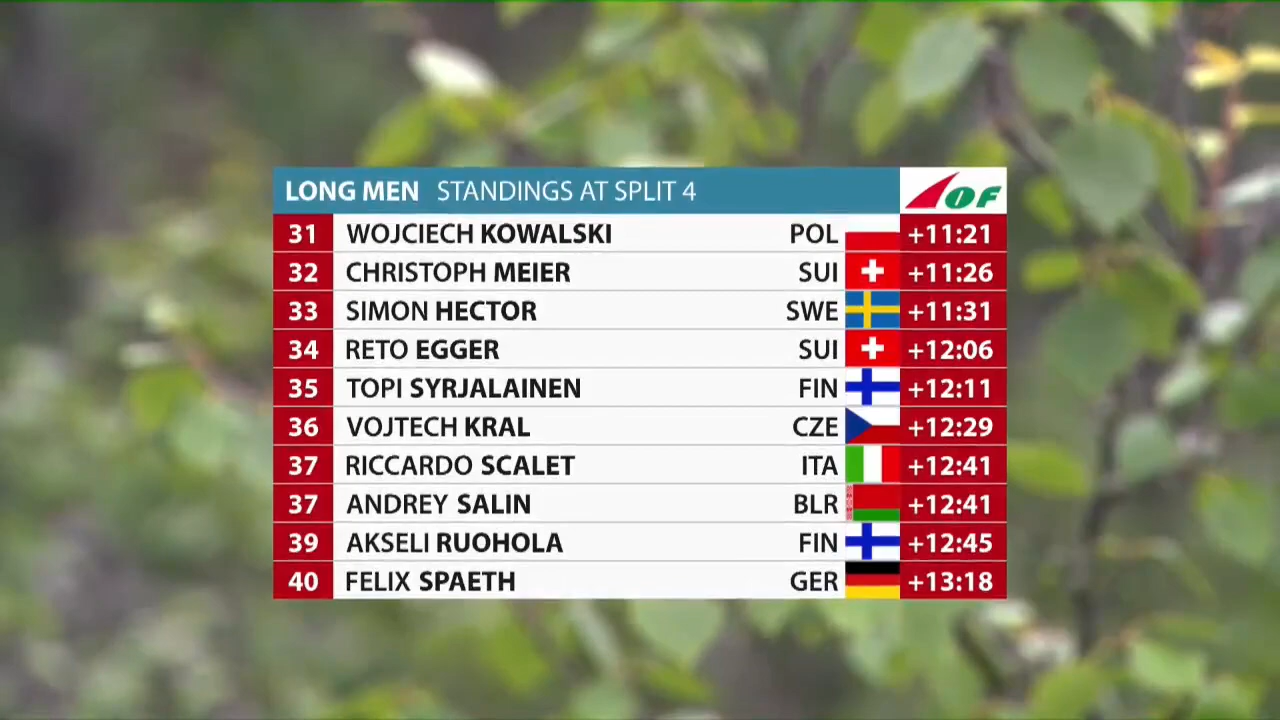 LONG MEN STANDINGS AT SPLIT 4 IOF
31 WOJCIECH KOWALSKI POL +11:21
32 CHRISTOPH MEIER SUI +11:26
33 SIMON HECTOR SWE +11:31
34 RETO EGGER SUI +12:06
35 TOPI SYRJALAINEN FIN +12:11
36 VOJTECH KRAL CZE +12:29
37 RICCARDO SCALET ITA +12:41
37 ANDREY SALIN BLR +12:41
39 AKSELI RUOHOLA FIN +12:45
40 FELIX SPAETH GER +13:18